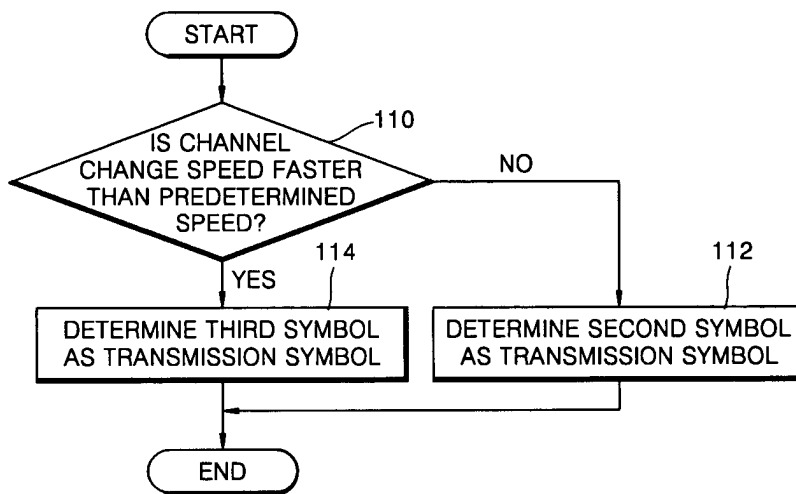 START
110
IS CHANNEL
CHANGE SPEED FASTER
THAN PREDETERMINED
SPEED?
NO
YES
114
112
DETERMINE THIRD SYMBOL
AS TRANSMISSION SYMBOL
DETERMINE SECOND SYMBOL
AS TRANSMISSION SYMBOL
END